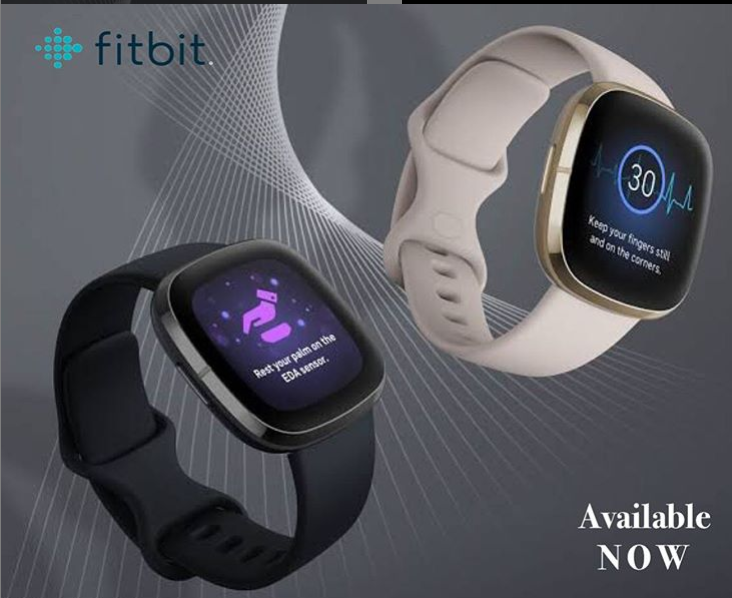 fitbit.
30
Keep your fingers still
and on the corners.
Rest your palm on the
EDA sensor.
Available
NOW